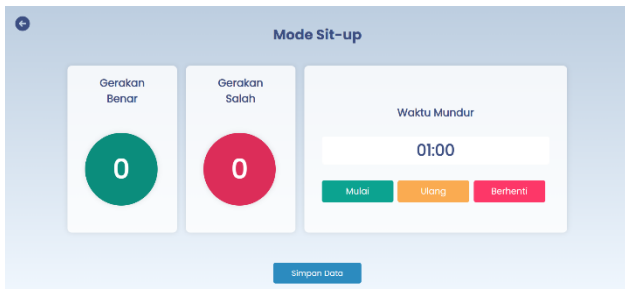 Mode Sit-up
Gerakan
Benar
0
Gerakan
Salah
0
Waktu Mundur
01:00
Mulai
Ulang
Berhenti
Simpan Data